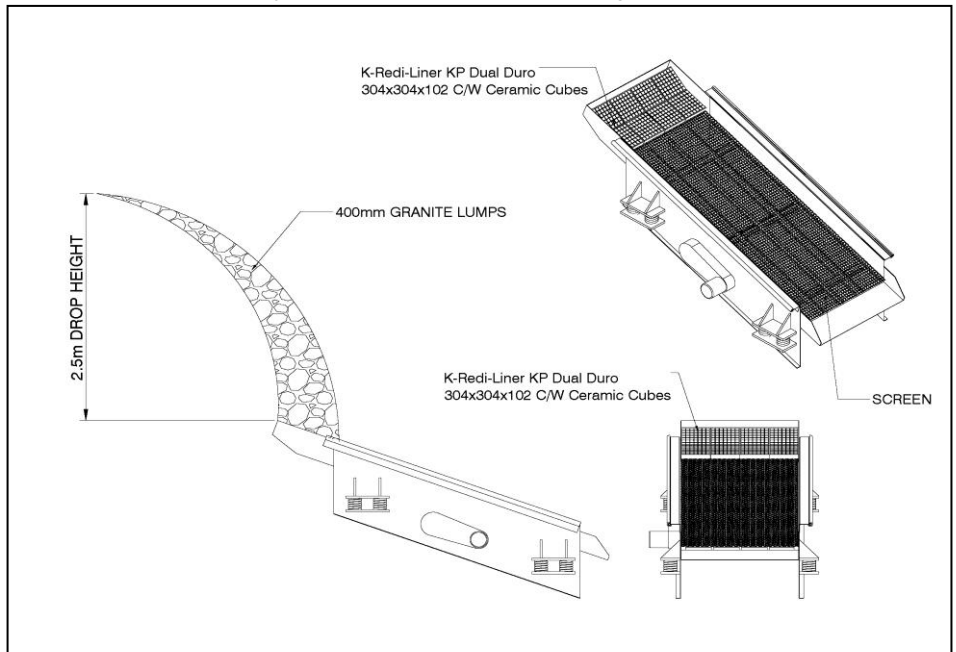 K-Redi-Liner KP Dual Duro
304x304x102 C/W Ceramic Cubes
400mm GRANITE LUMPS
2.5m DROP HEIGHT
K-Redi-Liner KP Dual Duro
304x304x102 C/W Ceramic Cubes
SCREEN